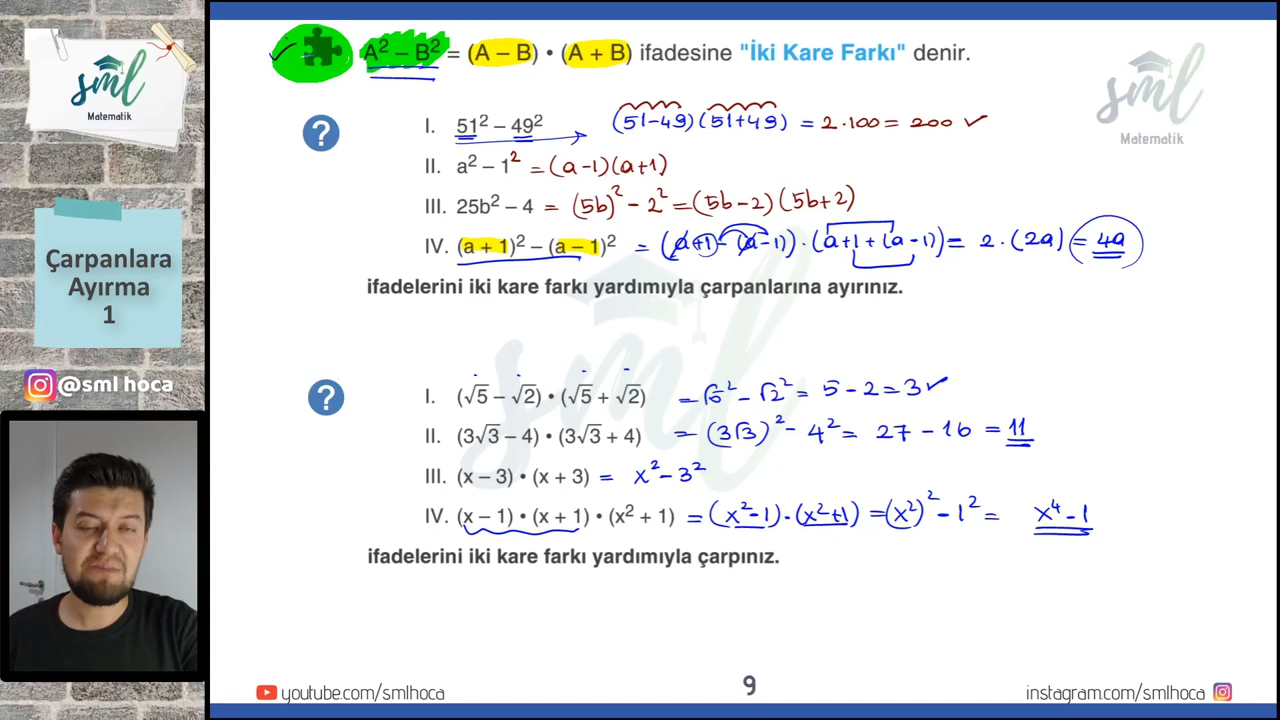 sml
Matematik
Çarpanlara
Ayırma
1
@sml hoca
A² – B² = (A – B) • (A + B) ifadesine "İki Kare Farkı" denir.
sml
Matematik
?
I. 51² – 49² (51-49)(51+49) = 2.100 = 200 ✓
II. a² – 1² = (a-1)(a+1)
III. 25b² – 4 = (5b)² - 2² = (5b-2)(5b+2)
IV. (a + 1)² – (a – 1)² = (a+1-(a-1)).(a+1+(a-1)) = 2.(2a) = 4a
ifadelerini iki kare farkı yardımıyla çarpanlarına ayırınız.
sml
?
I. (√5 – √2) • (√5 + √2) = √5² - √2² = 5-2=3 ✓
II. (3√3 – 4) • (3√3 + 4) = (3√3)² - 4² = 27 - 16 = 11
III. (x – 3) • (x + 3) = x² - 3²
IV. (x – 1) • (x + 1) • (x² + 1) = (x²-1).(x²+1) = (x²)² - 1² = x⁴-1
ifadelerini iki kare farkı yardımıyla çarpınız.
youtube.com/smlhoca
9
instagram.com/smlhoca